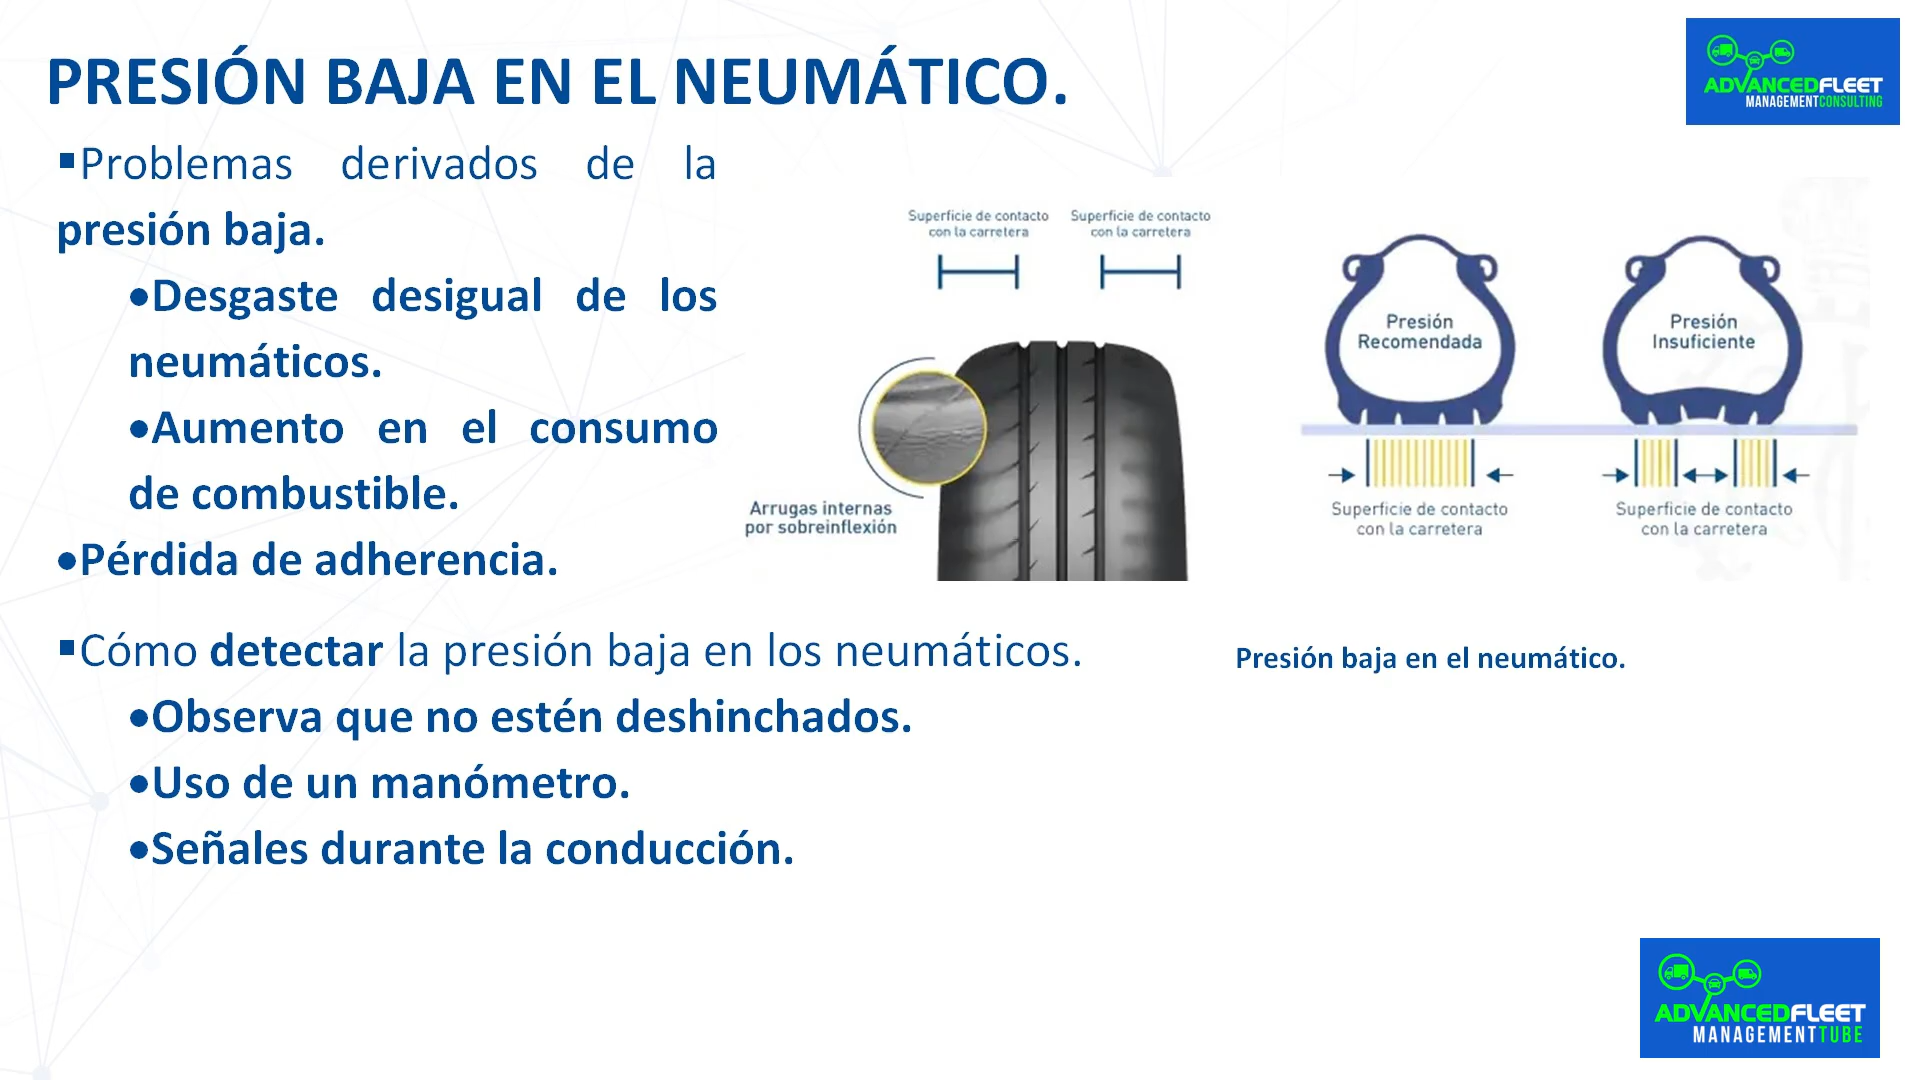 PRESIÓN BAJA EN EL NEUMÁTICO.
ADVANCEDFLEET
MANAGEMENTCONSULTING
▪Problemas derivados de la
presión baja.
•Desgaste desigual de los
neumáticos.
•Aumento en el consumo
de combustible.
•Pérdida de adherencia.
Superficie de contacto
con la carretera
Superficie de contacto
con la carretera
Arrugas internas
por sobreinflexión
Presión
Recomendada
Presión
Insuficiente
Superficie de contacto
con la carretera
Superficie de contacto
con la carretera
▪Cómo detectar la presión baja en los neumáticos.
•Observa que no estén deshinchados.
•Uso de un manómetro.
•Señales durante la conducción.
Presión baja en el neumático.
ADVANCEDFLEET
MANAGEMENTTUBE